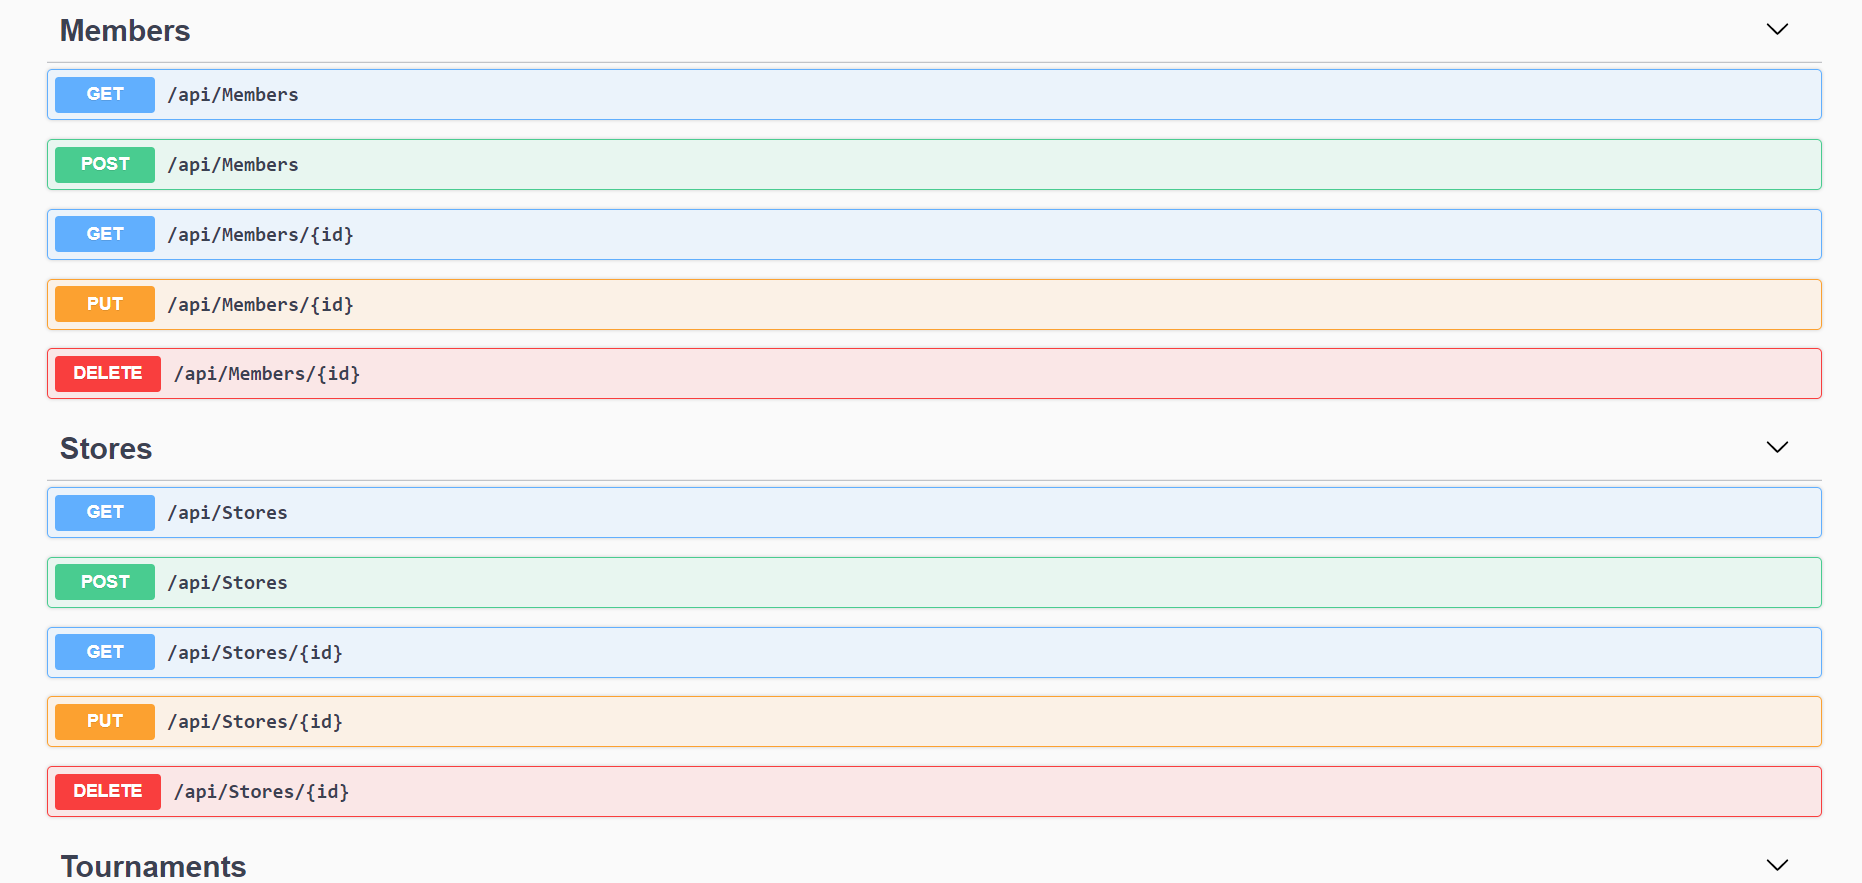 Members
GET /api/Members
POST /api/Members
GET /api/Members/{id}
PUT /api/Members/{id}
DELETE /api/Members/{id}
Stores
GET /api/Stores
POST /api/Stores
GET /api/Stores/{id}
PUT /api/Stores/{id}
DELETE /api/Stores/{id}
Tournaments